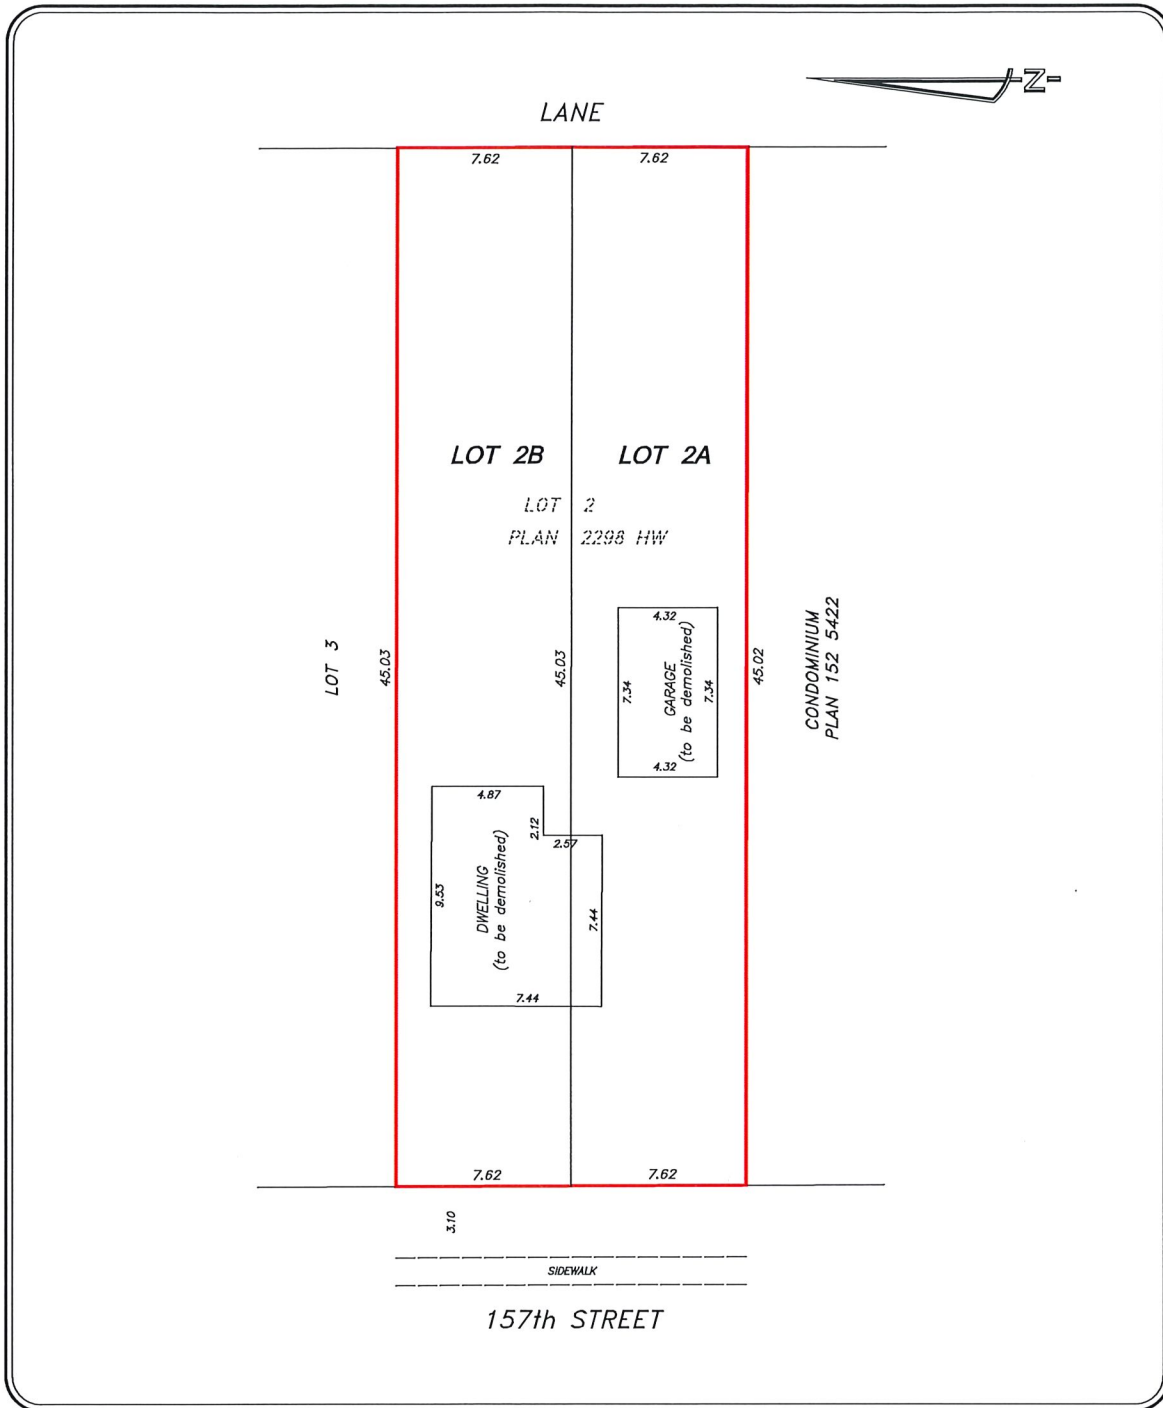 -N-
LANE
7.62
7.62
LOT 2B
LOT 2A
LOT 2
PLAN 2298 HW
LOT 3
45.03
45.03
45.02
CONDOMINIUM
PLAN 152 5422
4.32
7.34
GARAGE
(to be demolished)
7.34
4.32
4.87
2.12
2.57
9.53
DWELLING
(to be demolished)
7.44
7.44
7.62
7.62
3.10
SIDEWALK
157th STREET